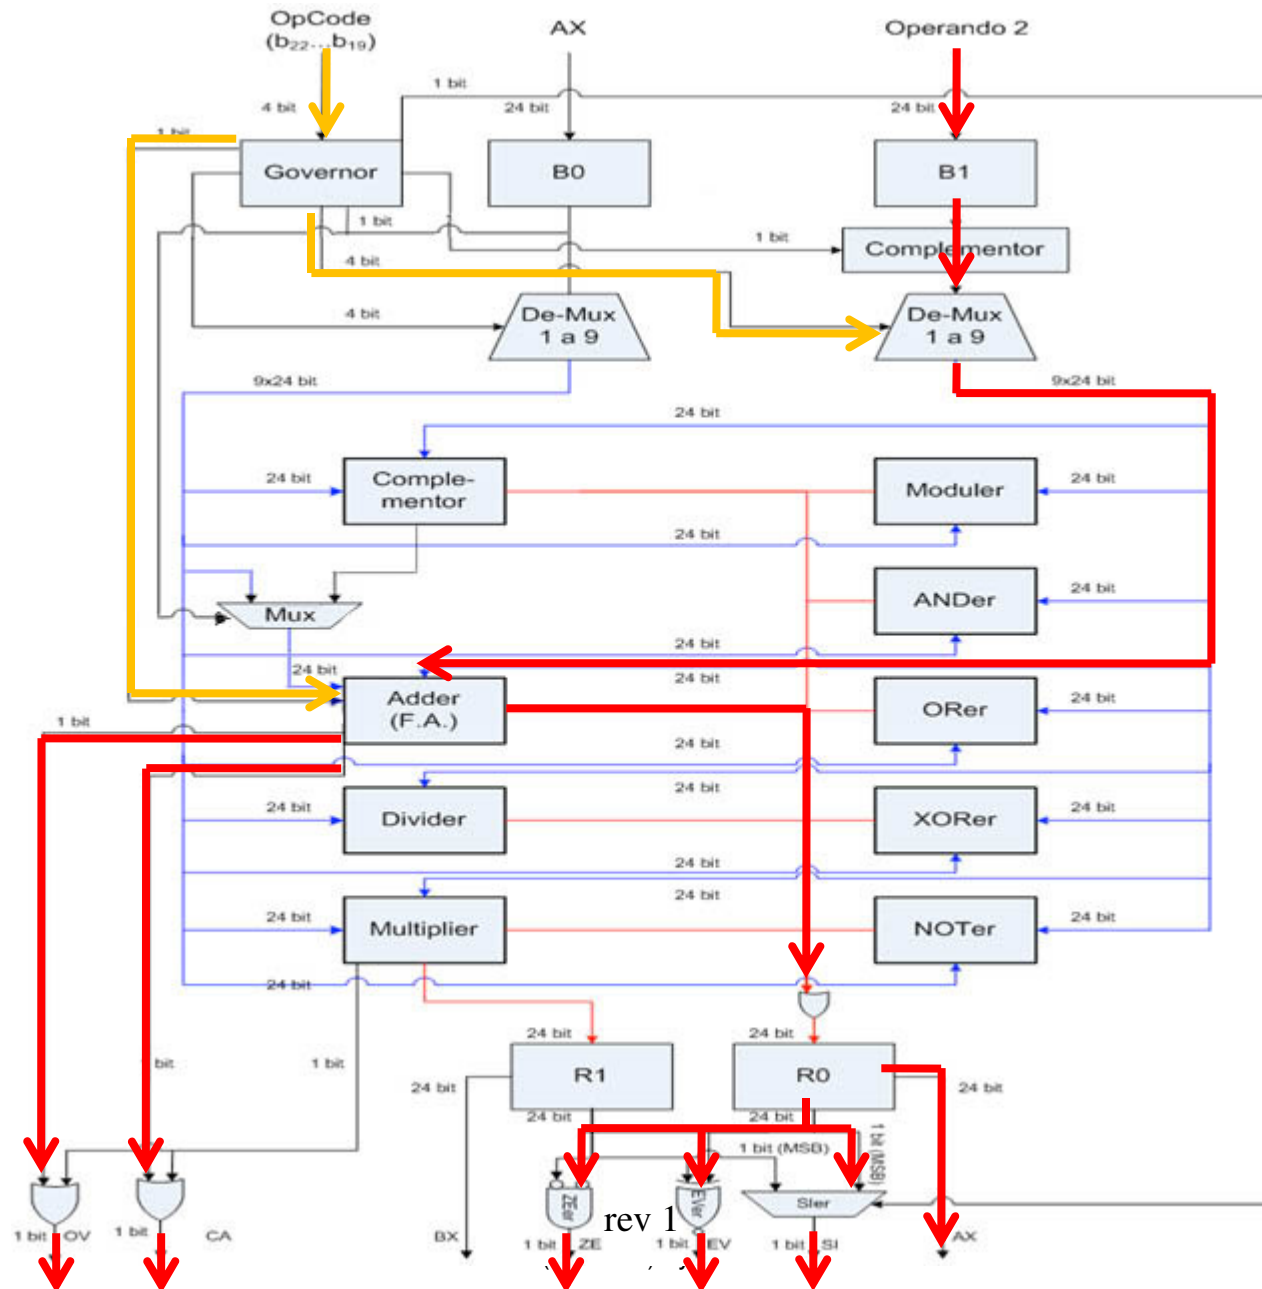 OpCode
(b22...b19)
AX
Operando 2
1 bit
4 bit
24 bit
24 bit
1 bit
Governor
B0
B1
1 bit
1 bit
Complementor
4 bit
De-Mux
1 a 9
De-Mux
1 a 9
4 bit
9x24 bit
9x24 bit
24 bit
24 bit
Comple-
mentor
Moduler
24 bit
24 bit
ANDer
24 bit
Mux
24 bit
24 bit
24 bit
Adder
(F.A.)
ORer
24 bit
1 bit
24 bit
24 bit
24 bit
Divider
XORer
24 bit
24 bit
24 bit
24 bit
Multiplier
NOTer
24 bit
24 bit
24 bit
24 bit
bit
1 bit
R1
R0
24 bit
24 bit
24 bit
24 bit
1 bit (MSB)
1 bit (MSB)
ZEer
EVer
SIer
rev 1
1 bit
OV
1 bit
CA
BX
1 bit
ZE
1 bit
EV
1 bit
SI
AX